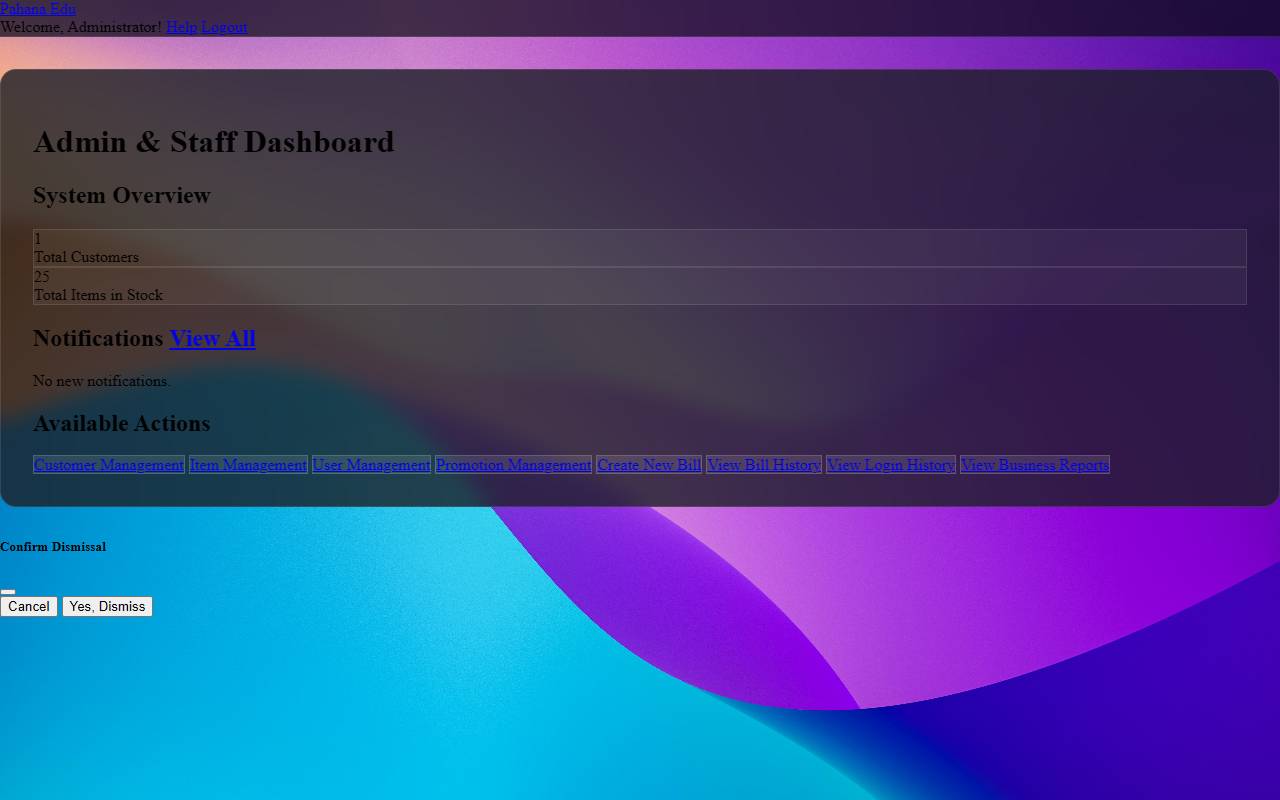 Pahana Edu
Welcome, Administrator! Help Logout
Admin & Staff Dashboard
System Overview
1
Total Customers
25
Total Items in Stock
Notifications View All
No new notifications.
Available Actions
Customer Management Item Management User Management Promotion Management Create New Bill View Bill History View Login History View Business Reports
Confirm Dismissal
Cancel Yes, Dismiss